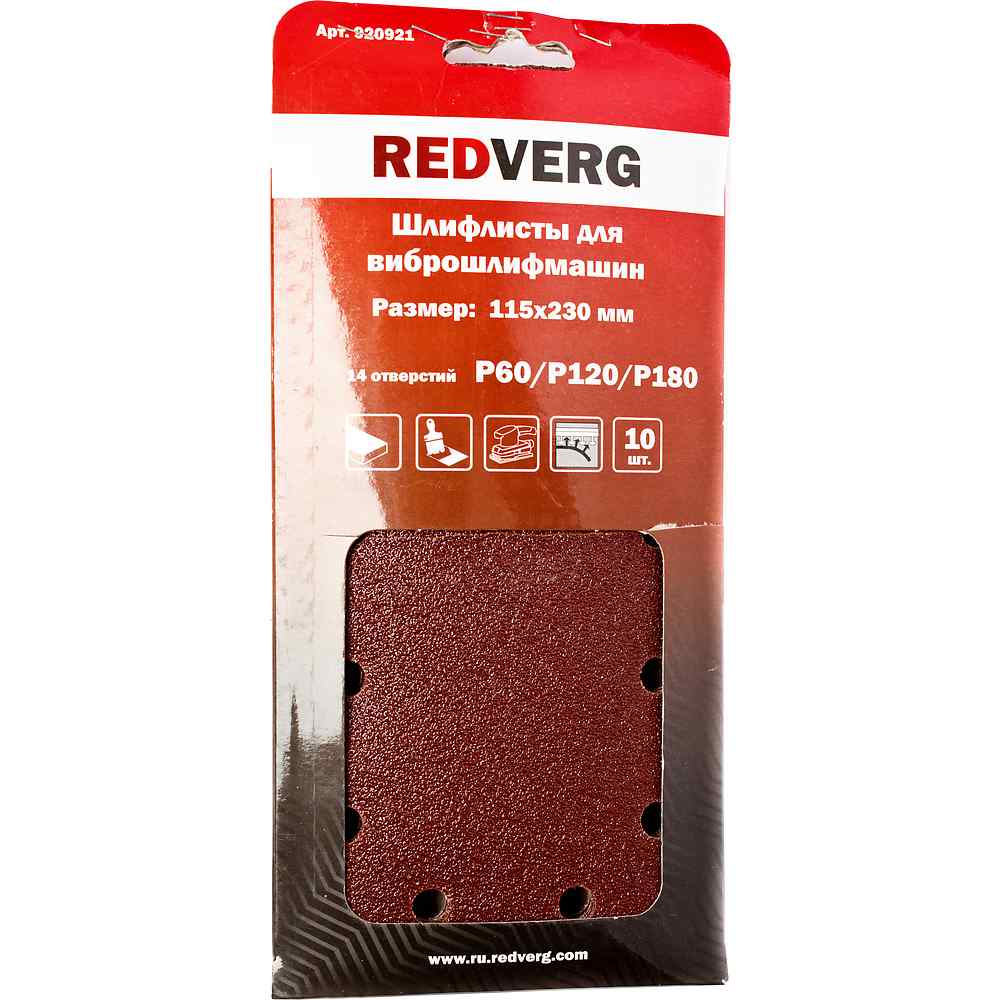 Арт. 920921
REDVERG
Шлифлисты для
виброшлифмашин
Размер: 115x230 мм
14 отверстий P60/P120/P180
10
шт.
www.ru.redverg.com